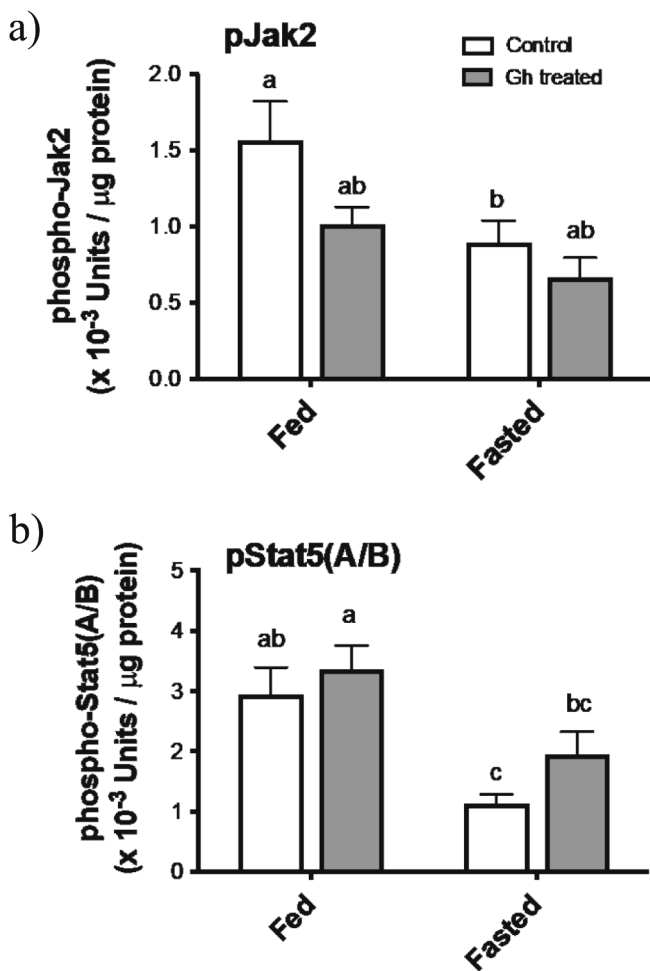 a)
pJak2
Control
Gh treated
phospho-Jak2
(x 10⁻³ Units / μg protein)
2.0
1.5
1.0
0.5
0.0
a
ab
b
ab
Fed
Fasted
b)
pStat5(A/B)
phospho-Stat5(A/B)
(x 10⁻³ Units / μg protein)
5
4
3
2
1
0
ab
a
c
bc
Fed
Fasted